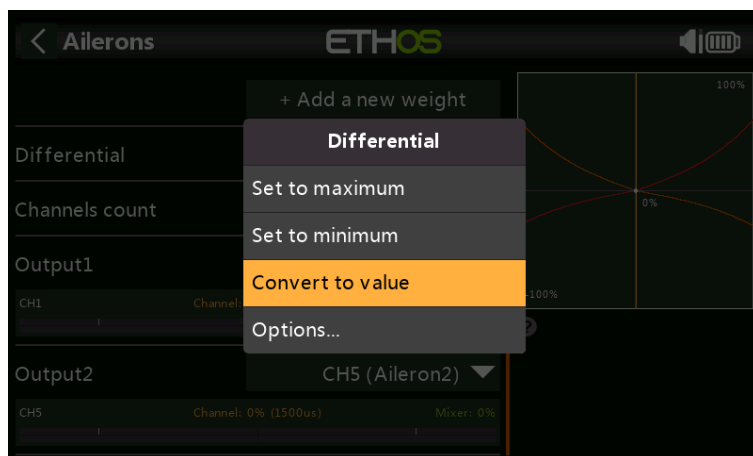 Ailerons
ETHOS
+ Add a new weight
100%
Differential
Differential
Set to maximum
Channels count
0%
Set to minimum
Output1
Convert to value
CH1
Channel:
-100%
Options...
?
Output2
CH5 (Aileron2)
CH5
Channel: 0% (1500us)
Mixer: 0%